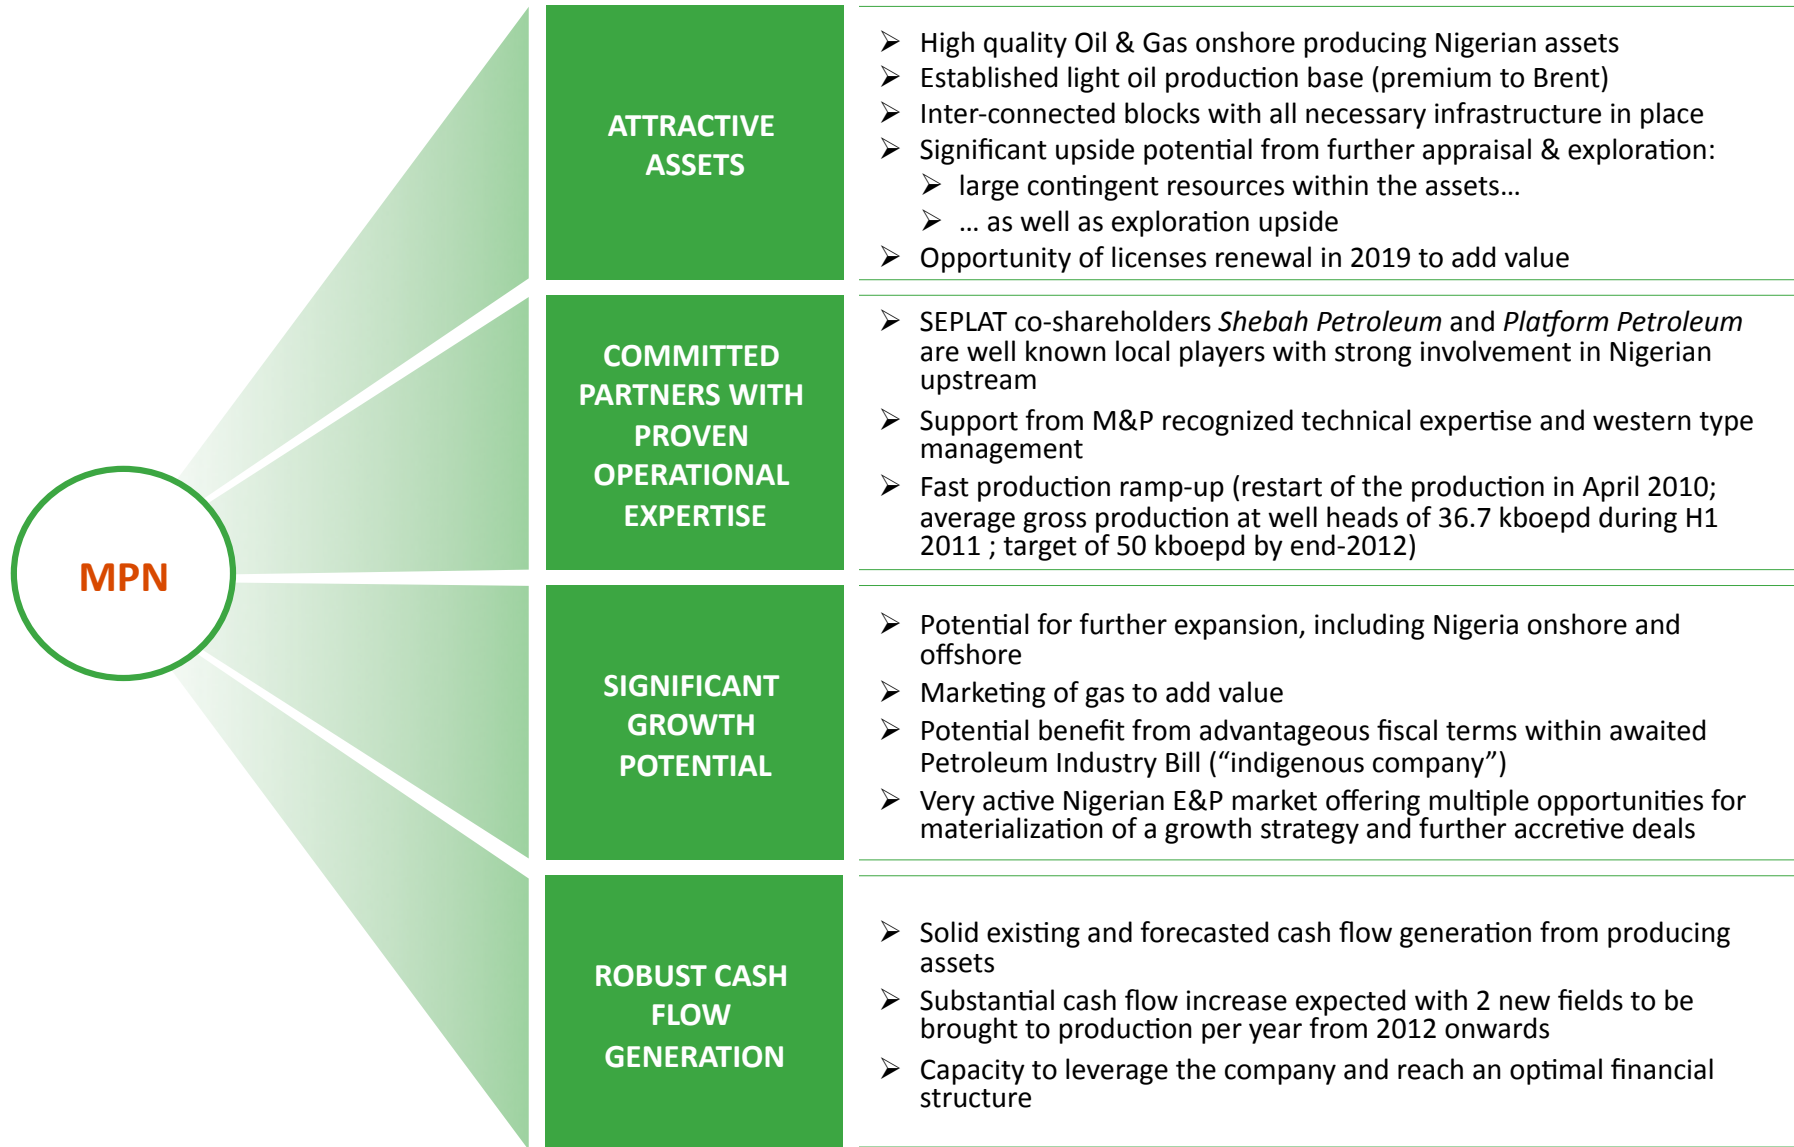 MPN
ATTRACTIVE
ASSETS
➢ High quality Oil & Gas onshore producing Nigerian assets
➢ Established light oil production base (premium to Brent)
➢ Inter-connected blocks with all necessary infrastructure in place
➢ Significant upside potential from further appraisal & exploration:
➢ large contingent resources within the assets…
➢ … as well as exploration upside
➢ Opportunity of licenses renewal in 2019 to add value
COMMITTED
PARTNERS WITH
PROVEN
OPERATIONAL
EXPERTISE
➢ SEPLAT co-shareholders Shebah Petroleum and Platform Petroleum
are well known local players with strong involvement in Nigerian
upstream
➢ Support from M&P recognized technical expertise and western type
management
➢ Fast production ramp-up (restart of the production in April 2010;
average gross production at well heads of 36.7 kboepd during H1
2011 ; target of 50 kboepd by end-2012)
SIGNIFICANT
GROWTH
POTENTIAL
➢ Potential for further expansion, including Nigeria onshore and
offshore
➢ Marketing of gas to add value
➢ Potential benefit from advantageous fiscal terms within awaited
Petroleum Industry Bill (“indigenous company”)
➢ Very active Nigerian E&P market offering multiple opportunities for
materialization of a growth strategy and further accretive deals
ROBUST CASH
FLOW
GENERATION
➢ Solid existing and forecasted cash flow generation from producing
assets
➢ Substantial cash flow increase expected with 2 new fields to be
brought to production per year from 2012 onwards
➢ Capacity to leverage the company and reach an optimal financial
structure